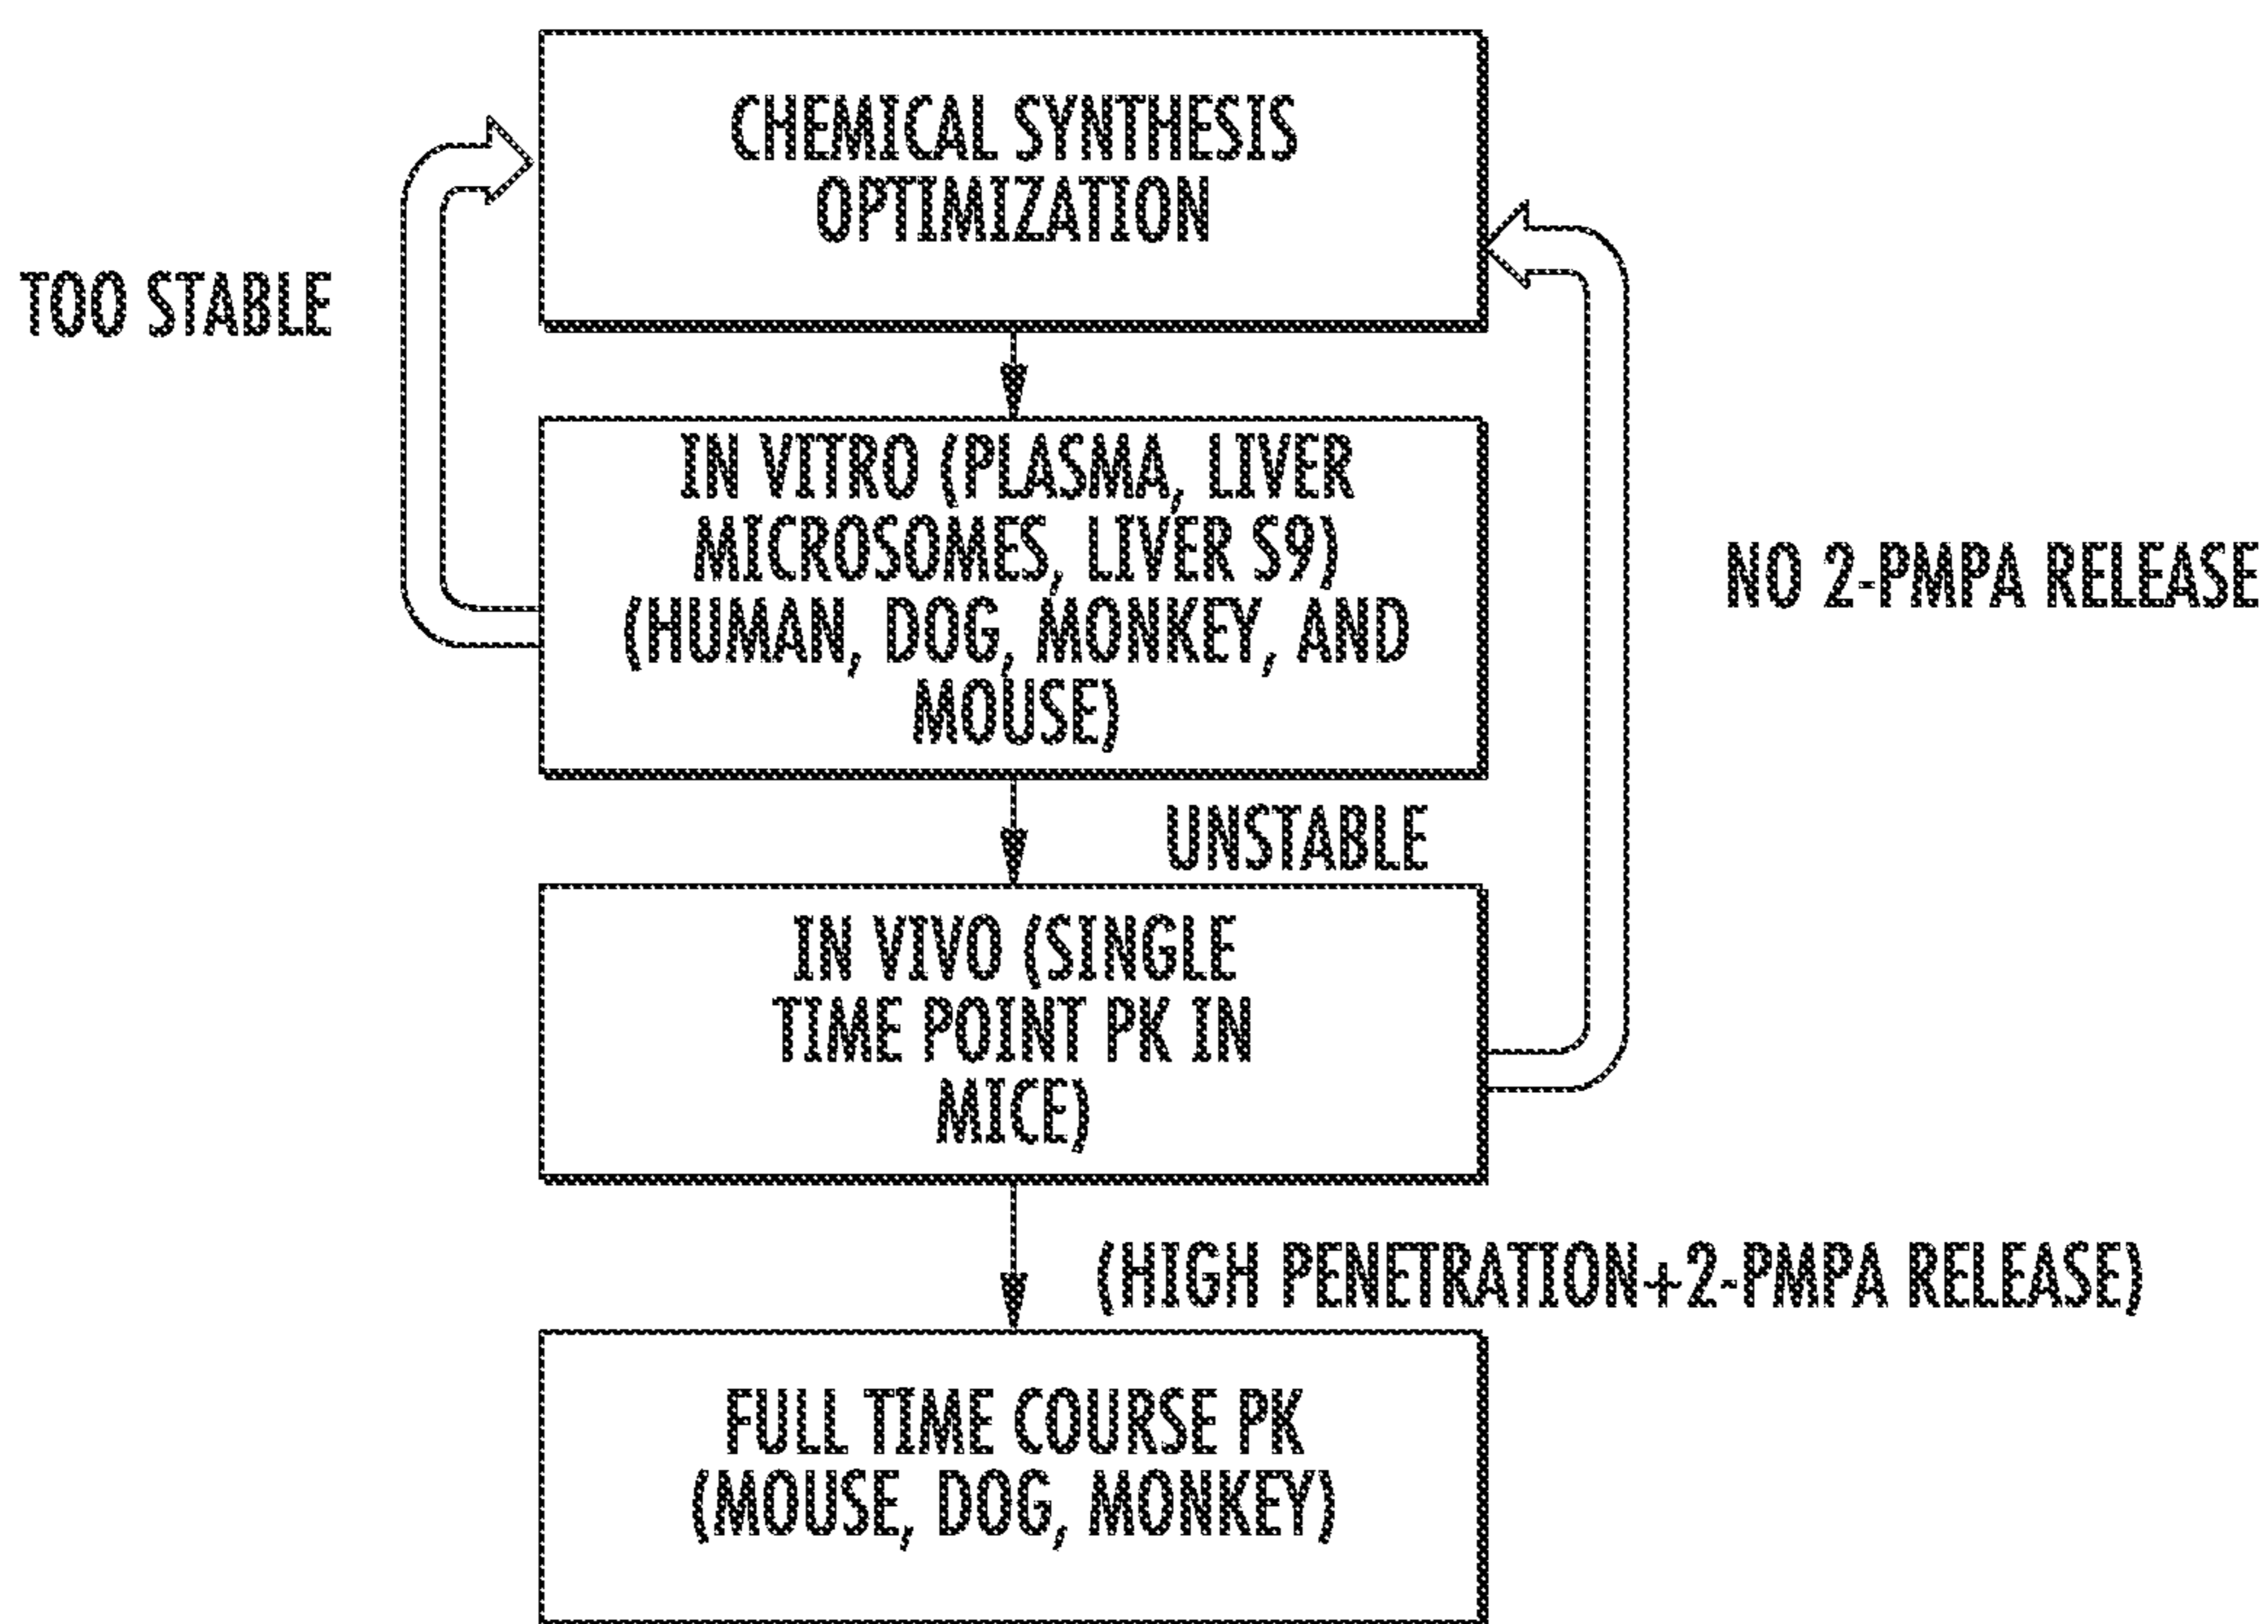 CHEMICAL SYNTHESIS
OPTIMIZATION
TOO STABLE
IN VITRO (PLASMA, LIVER
MICROSOMES, LIVER S9)
(HUMAN, DOG, MONKEY, AND
MOUSE)
NO 2-PMPA RELEASE
UNSTABLE
IN VIVO (SINGLE
TIME POINT PK IN
MICE)
(HIGH PENETRATION+2-PMPA RELEASE)
FULL TIME COURSE PK
(MOUSE, DOG, MONKEY)